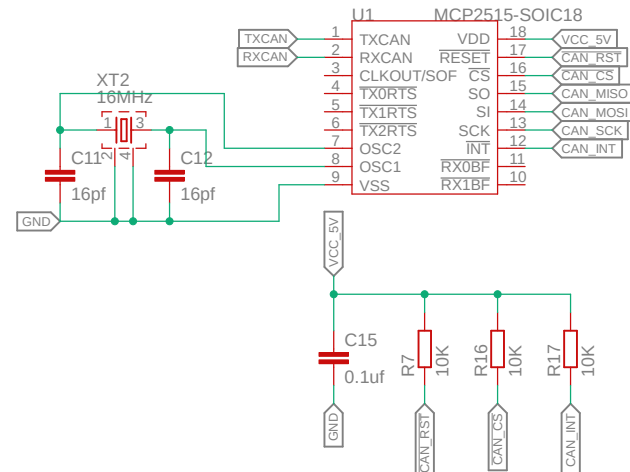 U1 MCP2515-SOIC18
TXCAN 1 TXCAN VDD 18 VCC_5V
RXCAN 2 RXCAN RESET 17 CAN_RST
3 CLKOUT/SOF CS 16 CAN_CS
4 TX0RTS SO 15 CAN_MISO
5 TX1RTS SI 14 CAN_MOSI
6 TX2RTS SCK 13 CAN_SCK
7 OSC2 INT 12 CAN_INT
8 OSC1 RX0BF 11
9 VSS RX1BF 10
XT2
16MHz
1 3
2 4
C11
16pf
C12
16pf
GND
VCC_5V
C15
0.1uf
GND
R7
10K
CAN_RST
R16
10K
CAN_CS
R17
10K
CAN_INT